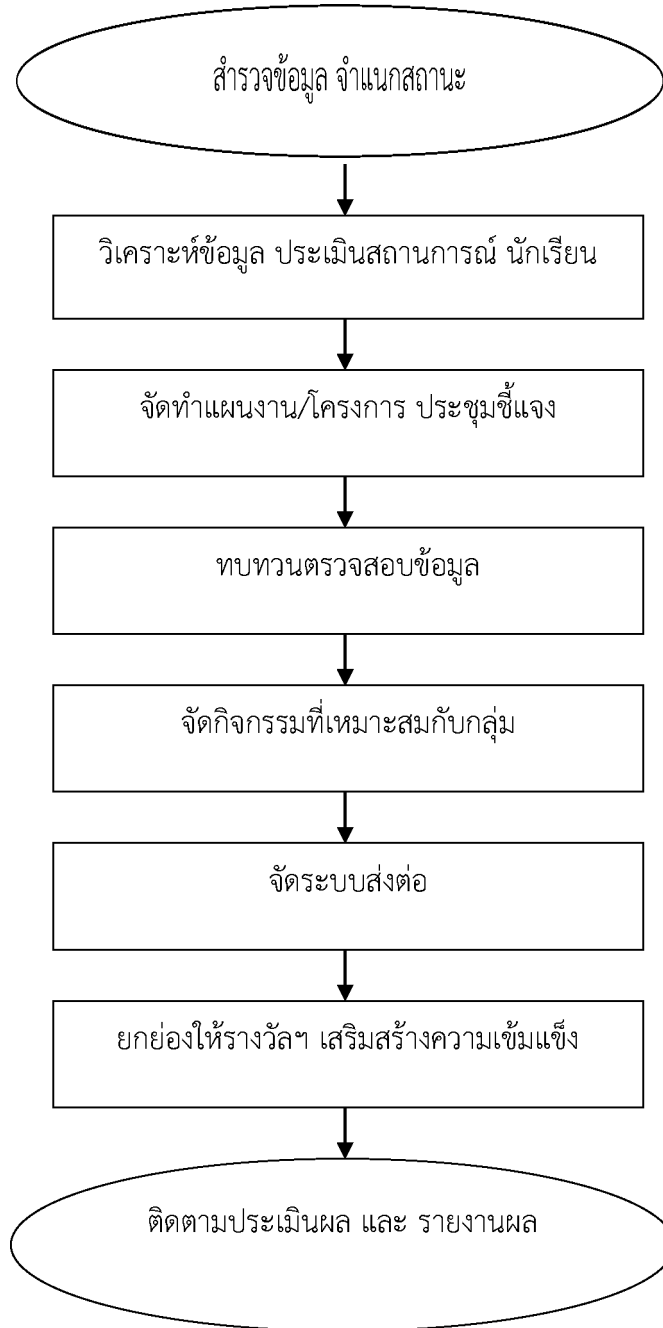 สำรวจข้อมูล จำแนกสถานะ
วิเคราะห์ข้อมูล ประเมินสถานการณ์ นักเรียน
จัดทำแผนงาน/โครงการ ประชุมชี้แจง
ทบทวนตรวจสอบข้อมูล
จัดกิจกรรมที่เหมาะสมกับกลุ่ม
จัดระบบส่งต่อ
ยกย่องให้รางวัลฯ เสริมสร้างความเข้มแข็ง
ติดตามประเมินผล และ รายงานผล